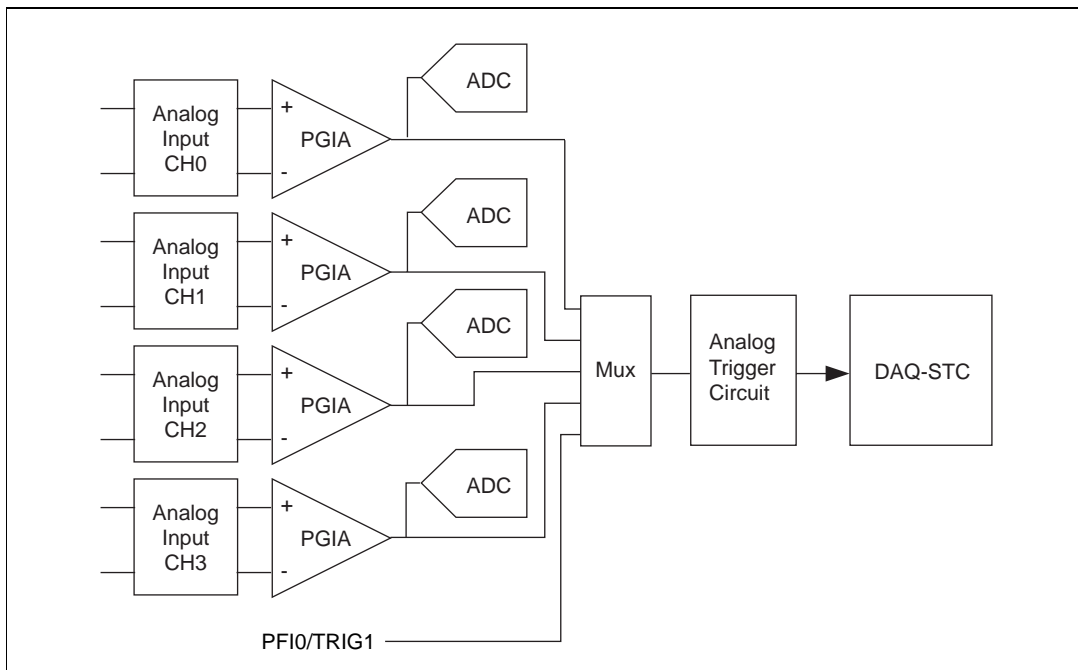 Analog
Input
CH0
+
-
PGIA
ADC
Analog
Input
CH1
+
-
PGIA
ADC
Analog
Input
CH2
+
-
PGIA
ADC
Analog
Input
CH3
+
-
PGIA
ADC
PFI0/TRIG1
Mux
Analog
Trigger
Circuit
DAQ-STC